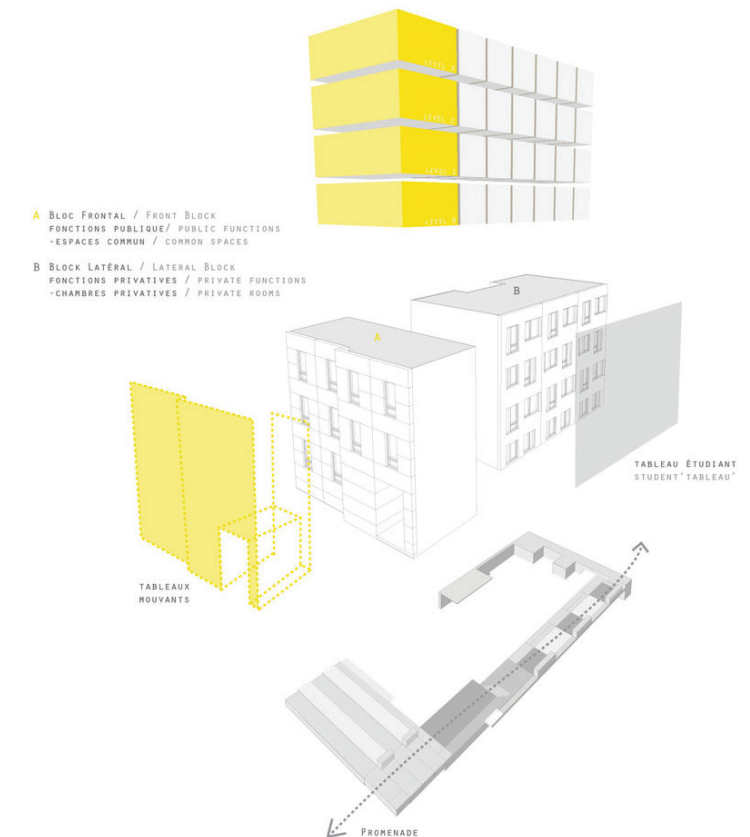 LEVEL 3
LEVEL 2
LEVEL 1
LEVEL 0
A BLOC FRONTAL / FRONT BLOCK
FONCTIONS PUBLIQUE/ PUBLIC FUNCTIONS
-ESPACES COMMUN / COMMON SPACES
B BLOCK LATÉRAL / LATERAL BLOCK
FONCTIONS PRIVATIVES / PRIVATE FUNCTIONS
-CHAMBRES PRIVATIVES / PRIVATE ROOMS
B
A
TABLEAU ÉTUDIANT
STUDENT'TABLEAU'
TABLEAUX
MOUVANTS
PROMENADE